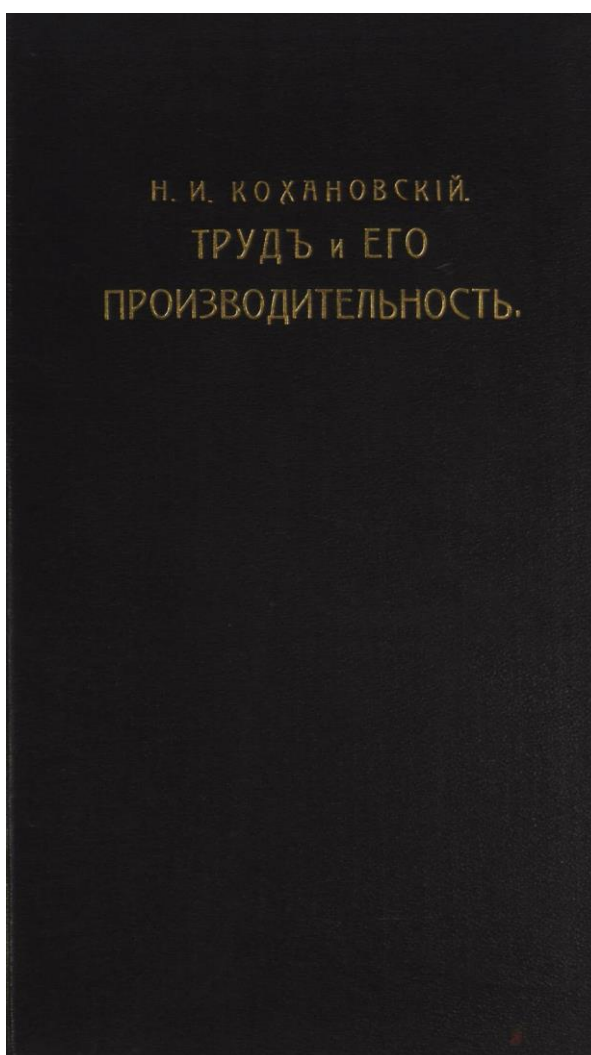 Н. И. КОХАНОВСКІЙ.
ТРУДЪ и ЕГО
ПРОИЗВОДИТЕЛЬНОСТЬ.